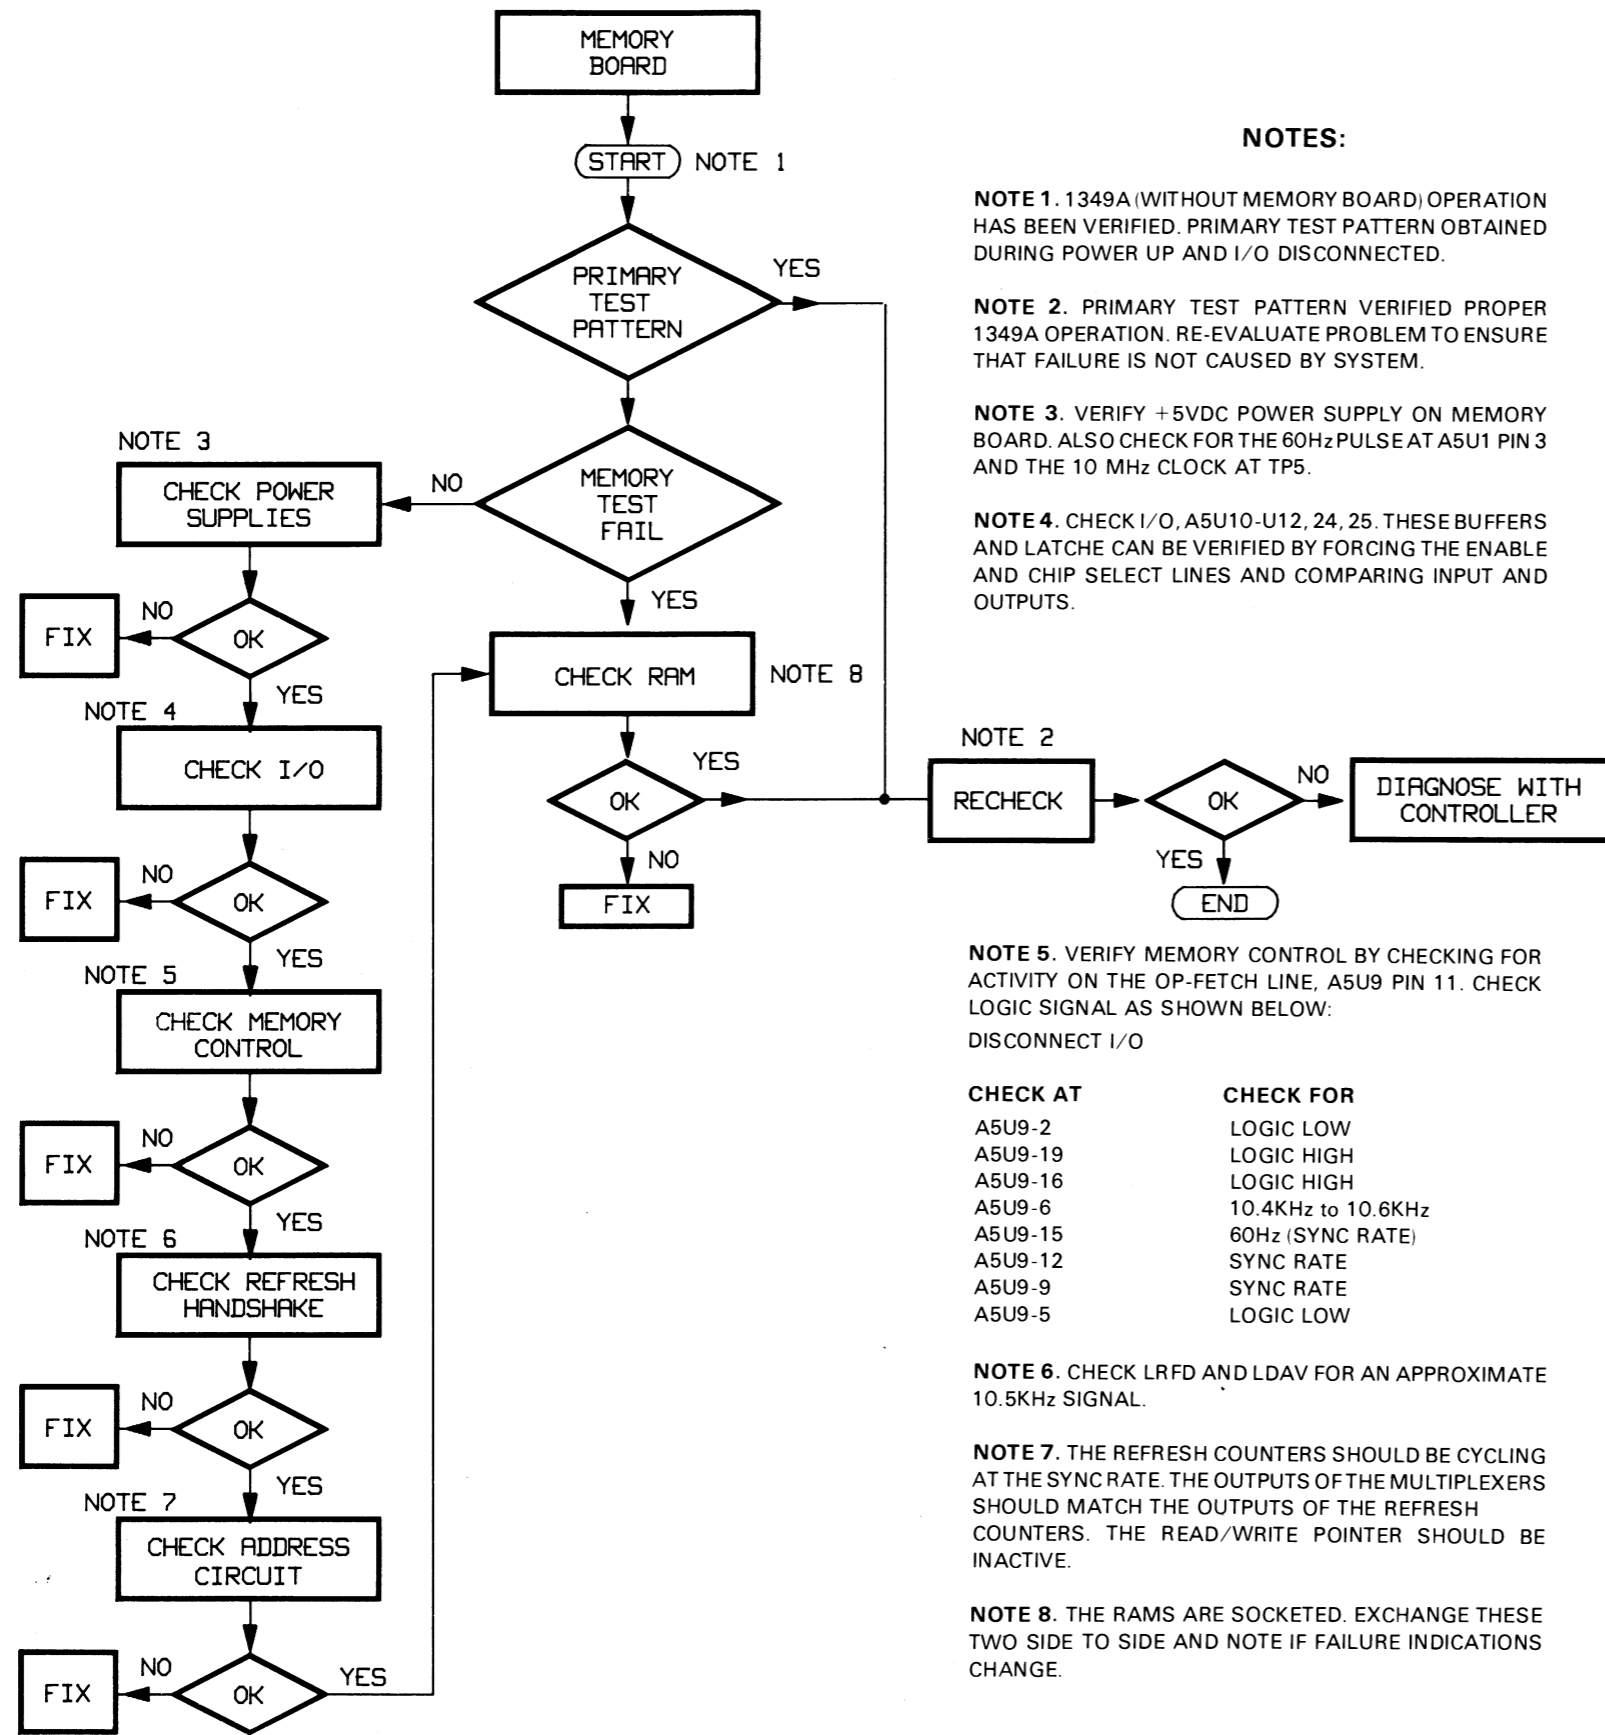 MEMORY
BOARD
START
NOTE 1
PRIMARY
TEST
PATTERN
YES
MEMORY
TEST
FAIL
NO
YES
NOTE 3
CHECK POWER
SUPPLIES
OK
NO
FIX
YES
NOTE 4
CHECK I/O
OK
NO
FIX
YES
NOTE 5
CHECK MEMORY
CONTROL
OK
NO
FIX
YES
NOTE 6
CHECK REFRESH
HANDSHAKE
OK
NO
FIX
YES
NOTE 7
CHECK ADDRESS
CIRCUIT
OK
NO
FIX
YES
CHECK RAM
NOTE 8
OK
YES
NO
FIX
NOTE 2
RECHECK
OK
NO
DIAGNOSE WITH
CONTROLLER
YES
END
NOTES:
NOTE 1. 1349A (WITHOUT MEMORY BOARD) OPERATION
HAS BEEN VERIFIED. PRIMARY TEST PATTERN OBTAINED
DURING POWER UP AND I/O DISCONNECTED.
NOTE 2. PRIMARY TEST PATTERN VERIFIED PROPER
1349A OPERATION. RE-EVALUATE PROBLEM TO ENSURE
THAT FAILURE IS NOT CAUSED BY SYSTEM.
NOTE 3. VERIFY +5VDC POWER SUPPLY ON MEMORY
BOARD. ALSO CHECK FOR THE 60Hz PULSE AT A5U1 PIN 3
AND THE 10 MHz CLOCK AT TP5.
NOTE 4. CHECK I/O, A5U10-U12, 24, 25. THESE BUFFERS
AND LATCHE CAN BE VERIFIED BY FORCING THE ENABLE
AND CHIP SELECT LINES AND COMPARING INPUT AND
OUTPUTS.
NOTE 5. VERIFY MEMORY CONTROL BY CHECKING FOR
ACTIVITY ON THE OP-FETCH LINE, A5U9 PIN 11. CHECK
LOGIC SIGNAL AS SHOWN BELOW:
DISCONNECT I/O
CHECK AT CHECK FOR
A5U9-2 LOGIC LOW
A5U9-19 LOGIC HIGH
A5U9-16 LOGIC HIGH
A5U9-6 10.4KHz to 10.6KHz
A5U9-15 60Hz (SYNC RATE)
A5U9-12 SYNC RATE
A5U9-9 SYNC RATE
A5U9-5 LOGIC LOW
NOTE 6. CHECK LRFD AND LDAV FOR AN APPROXIMATE
10.5KHz SIGNAL.
NOTE 7. THE REFRESH COUNTERS SHOULD BE CYCLING
AT THE SYNC RATE. THE OUTPUTS OF THE MULTIPLEXERS
SHOULD MATCH THE OUTPUTS OF THE REFRESH
COUNTERS. THE READ/WRITE POINTER SHOULD BE
INACTIVE.
NOTE 8. THE RAMS ARE SOCKETED. EXCHANGE THESE
TWO SIDE TO SIDE AND NOTE IF FAILURE INDICATIONS
CHANGE.